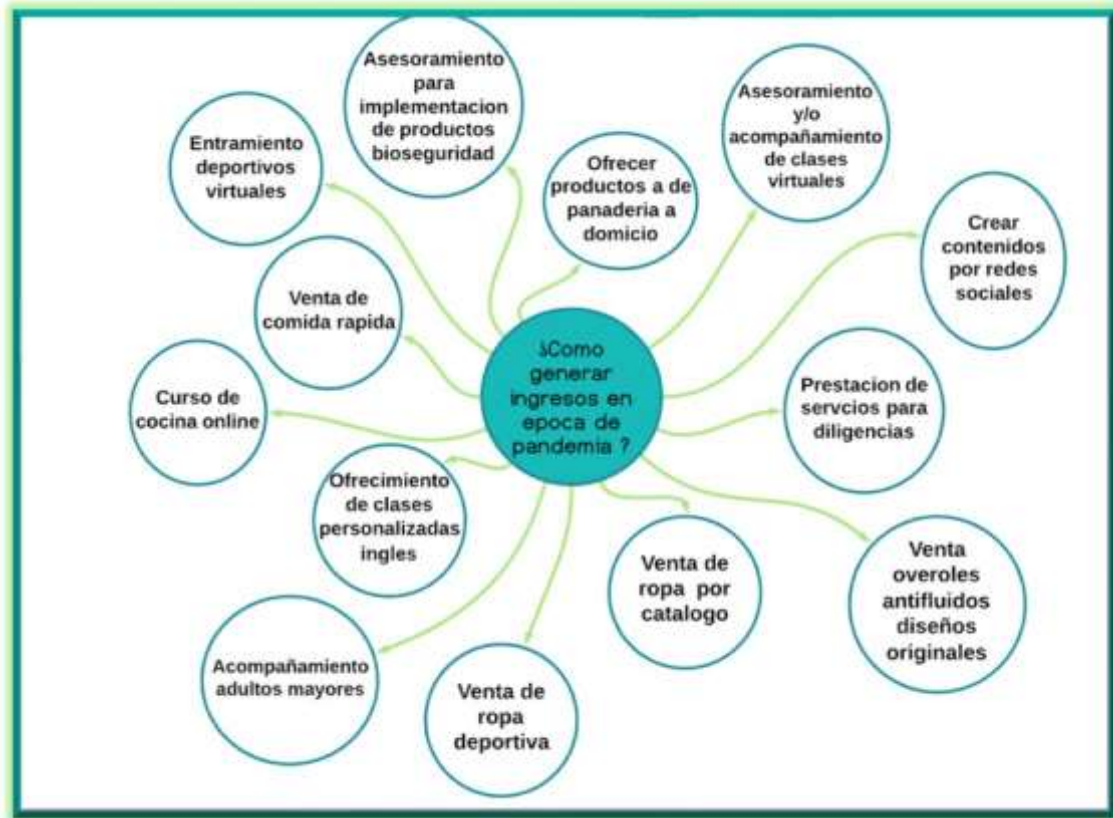 Asesoramiento
para
implementacion
de productos
bioseguridad
Asesoramiento
y/o
acompañamiento
de clases
virtuales
Entramiento
deportivos
virtuales
Ofrecer
productos a de
panaderia a
domicio
Crear
contenidos
por redes
sociales
Venta de
comida rapida
¿Como
generar
ingresos en
epoca de
pandemia ?
Prestacion de
servcios para
diligencias
Curso de
cocina online
Ofrecimiento
de clases
personalizadas
ingles
Venta de
ropa por
catalogo
Venta
overoles
antifluidos
diseños
originales
Acompañamiento
adultos mayores
Venta de
ropa
deportiva